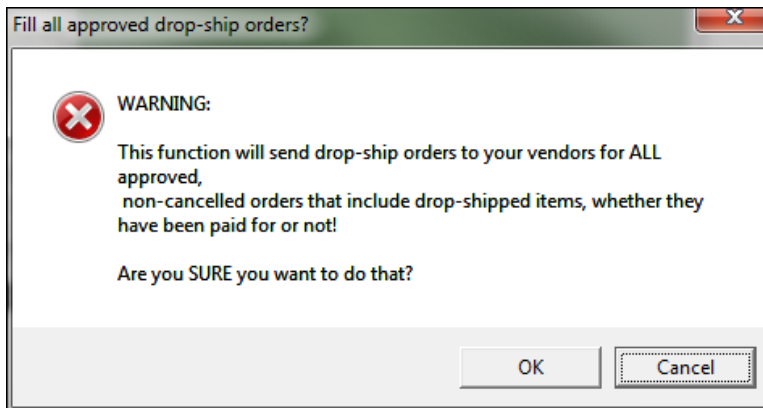 Fill all approved drop-ship orders?
WARNING:
This function will send drop-ship orders to your vendors for ALL
approved,
non-cancelled orders that include drop-shipped items, whether they
have been paid for or not!
Are you SURE you want to do that?
OK Cancel